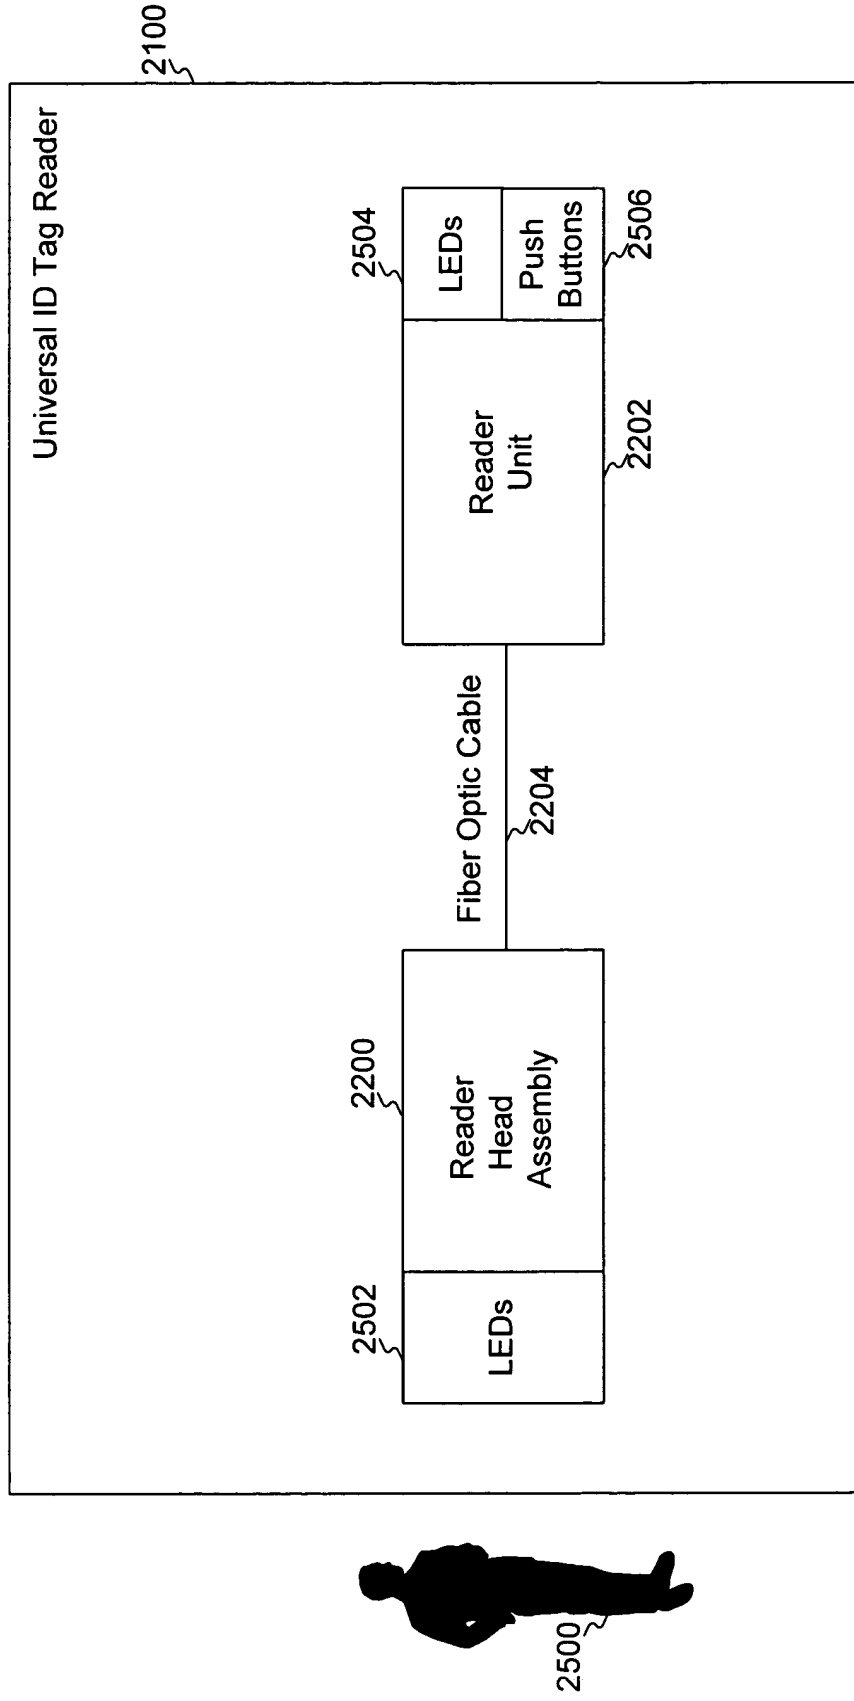 Universal ID Tag Reader
2100
2500
2502
LEDs
2200
Reader
Head
Assembly
Fiber Optic Cable
2204
Reader
Unit
2202
2504
LEDs
Push
Buttons
2506